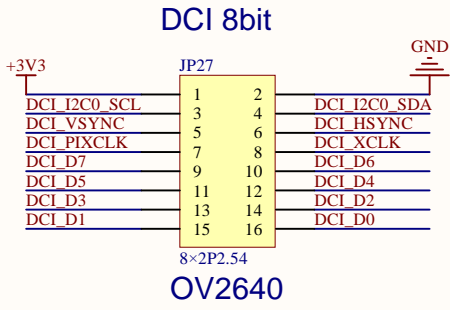 DCI 8bit
GND
+3V3
JP27
1 2
DCI_I2C0_SCL 3 4 DCI_I2C0_SDA
DCI_VSYNC 5 6 DCI_HSYNC
DCI_PIXCLK 7 8 DCI_XCLK
DCI_D7 9 10 DCI_D6
DCI_D5 11 12 DCI_D4
DCI_D3 13 14 DCI_D2
DCI_D1 15 16 DCI_D0
8×2P2.54
OV2640